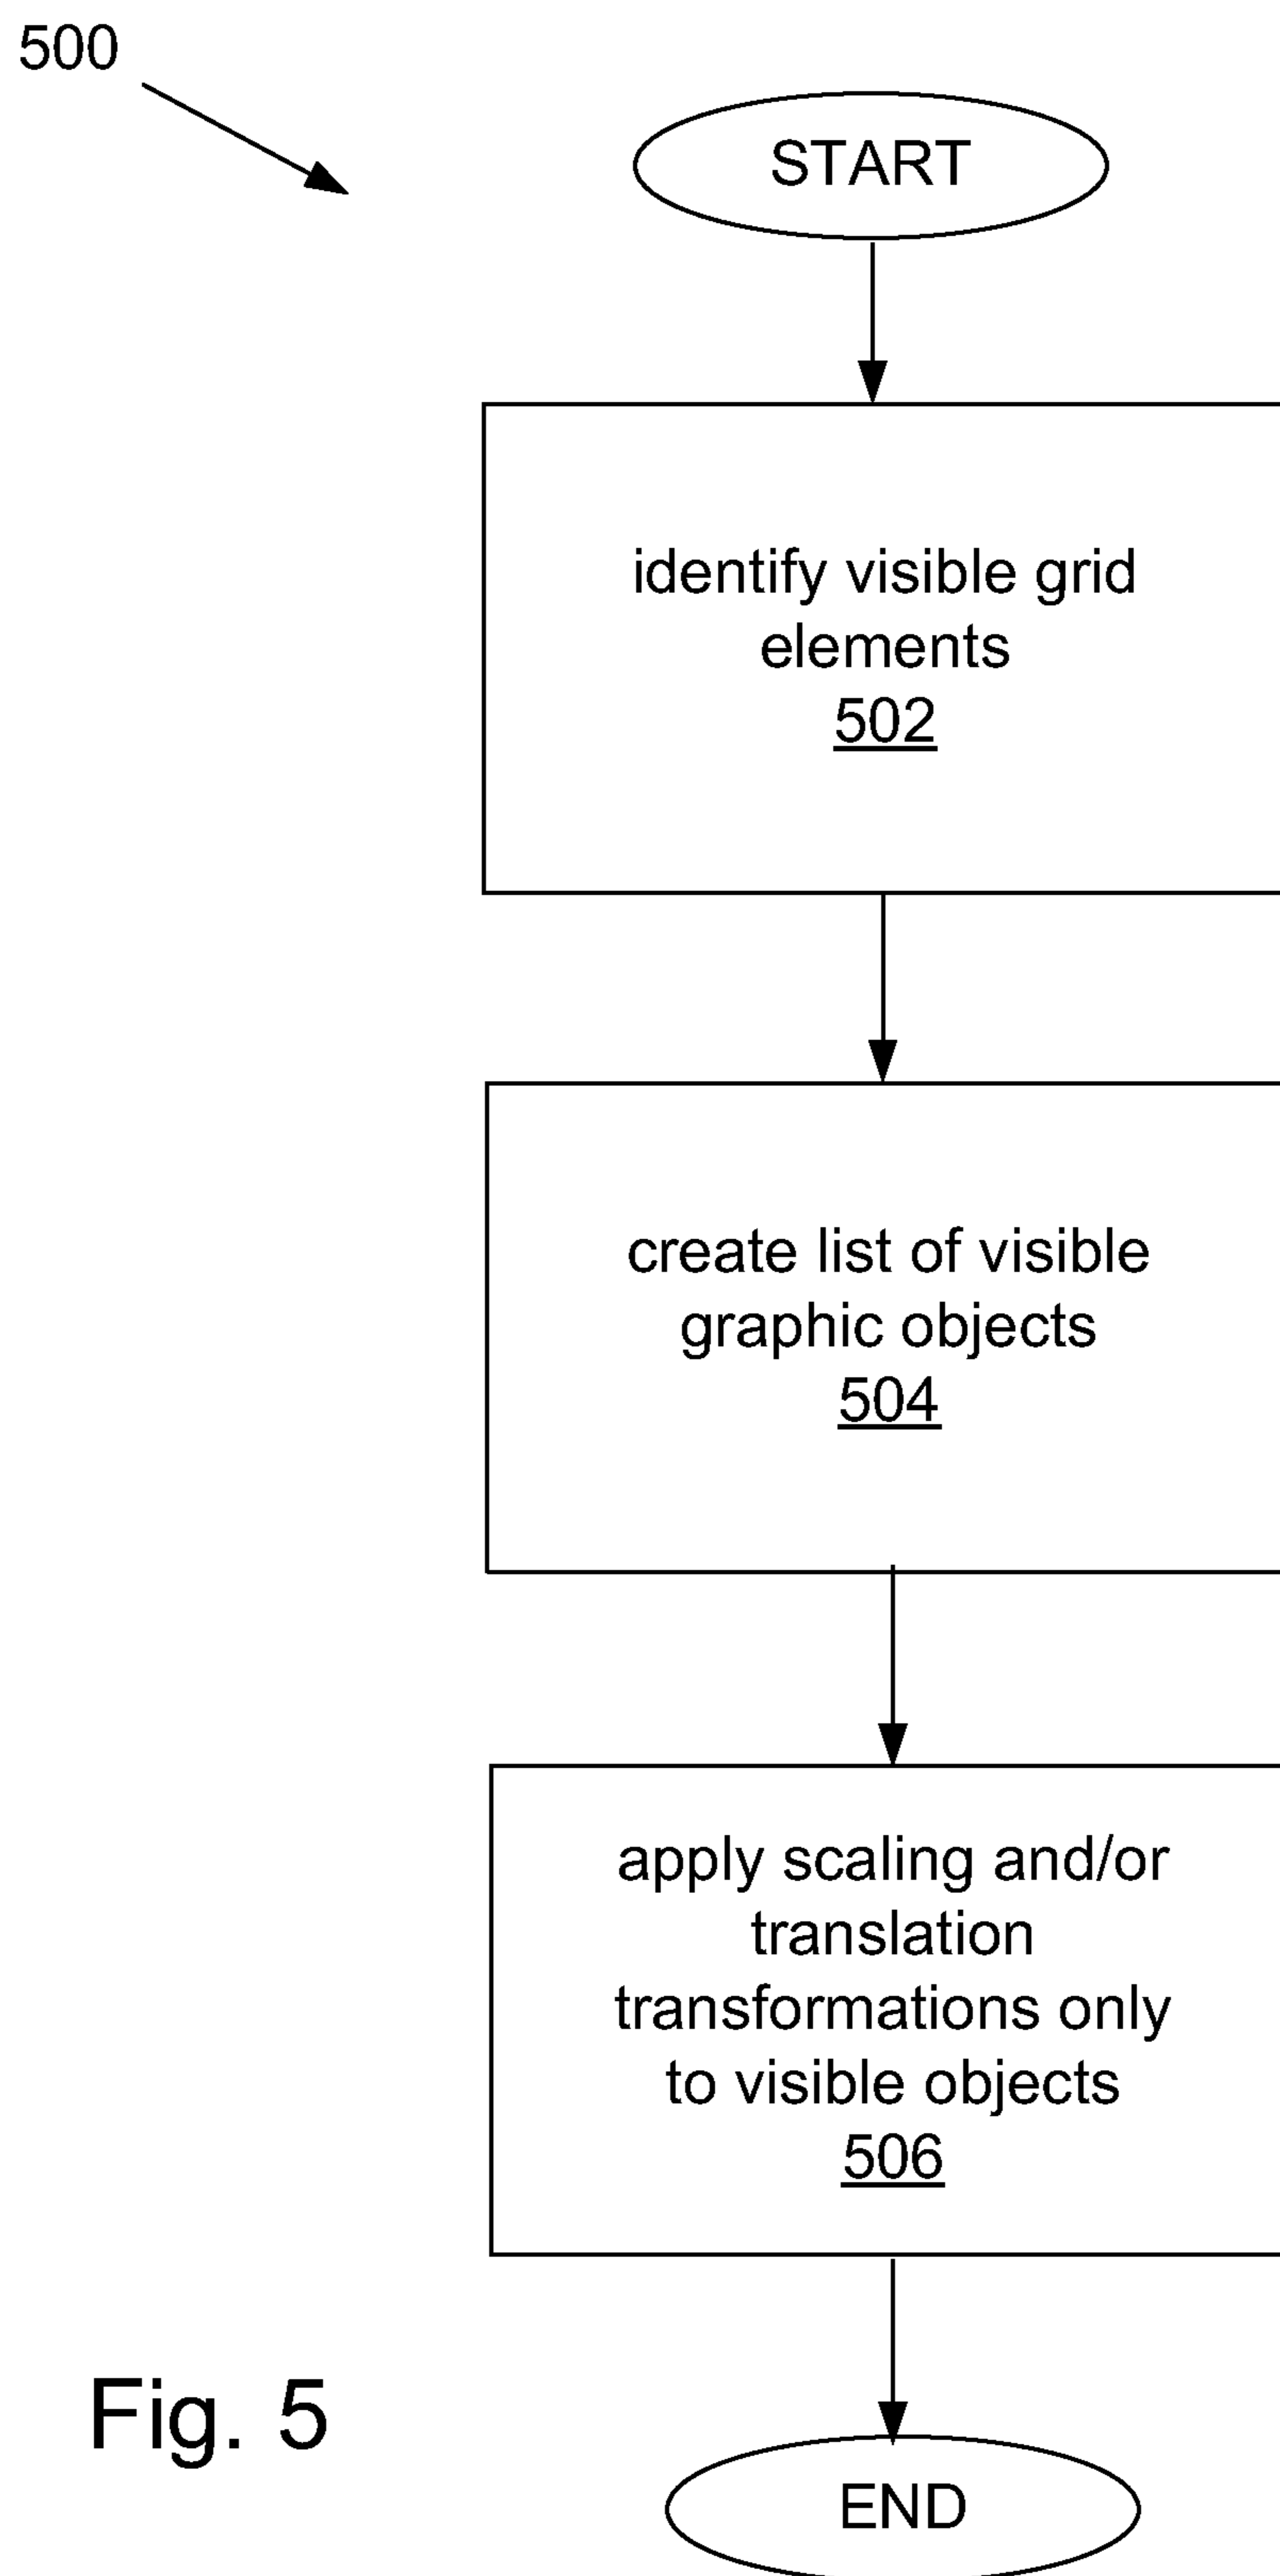 500
START
identify visible grid
elements
502
create list of visible
graphic objects
504
apply scaling and/or
translation
transformations only
to visible objects
506
Fig. 5
END